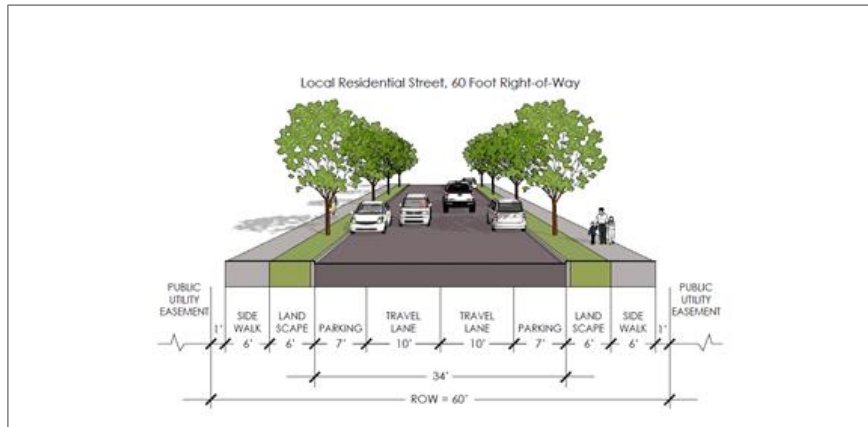 Local Residential Street, 60 Foot Right-of-Way
PUBLIC
UTILITY
EASEMENT
1'
SIDE
WALK
6'
LAND
SCAPE
6'
PARKING
7'
TRAVEL
LANE
10'
TRAVEL
LANE
10'
PARKING
7'
LAND
SCAPE
6'
SIDE
WALK
6'
1'
PUBLIC
UTILITY
EASEMENT
34'
ROW = 60'